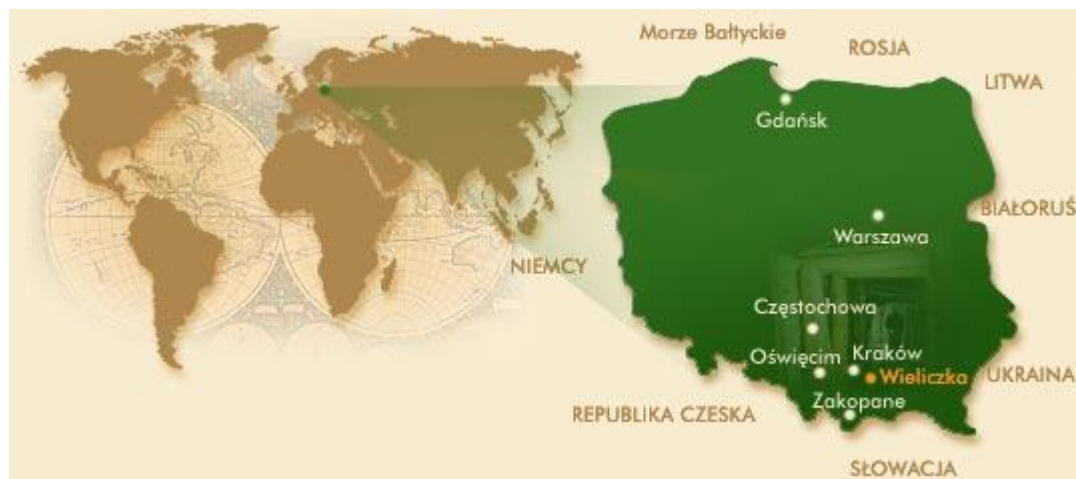 Morze Bałtyckie
ROSJA
LITWA
Gdańsk
BIAŁORUŚ
Warszawa
NIEMCY
Częstochowa
Oświęcim
Kraków
Wieliczka
UKRAINA
Zakopane
REPUBLIKA CZESKA
SŁOWACJA